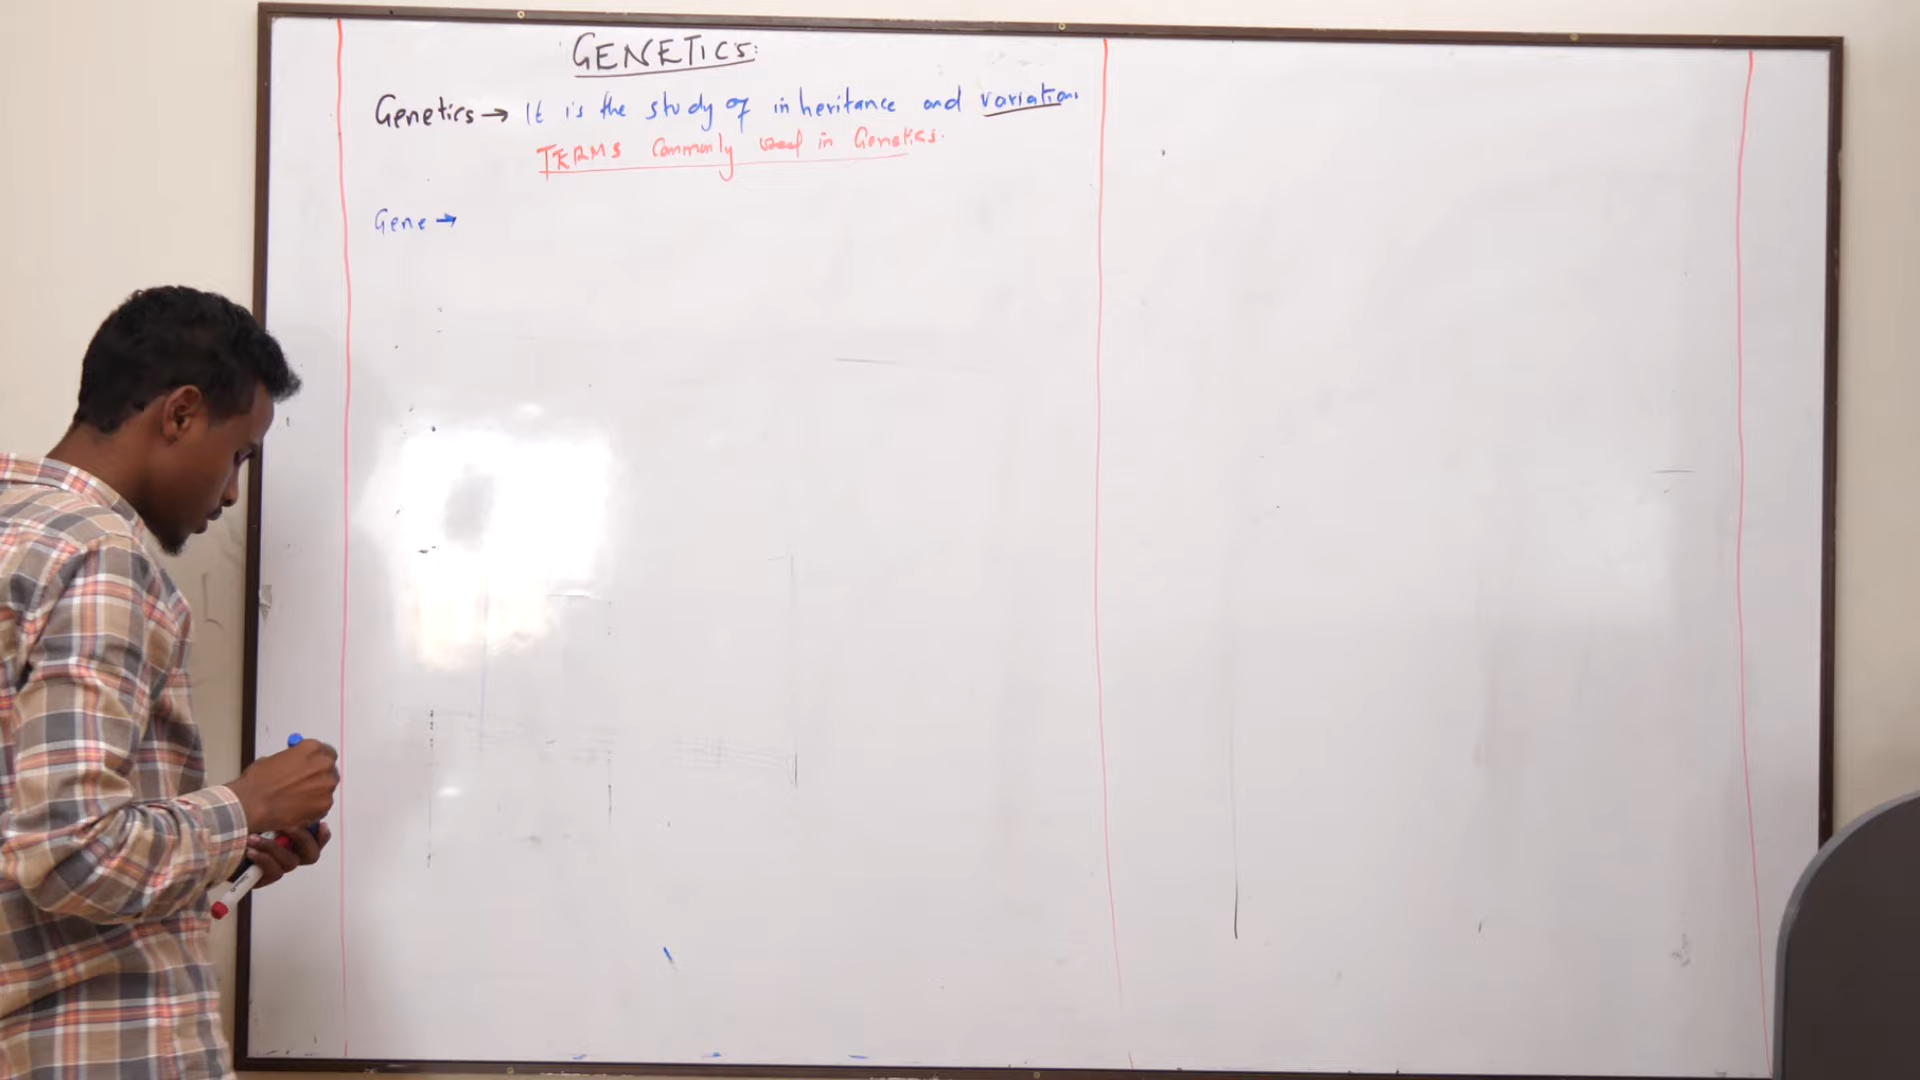 GENETICS:
Genetics → It is the study of inheritance and variation.
TERMS Commonly used in Genetics.
Gene →